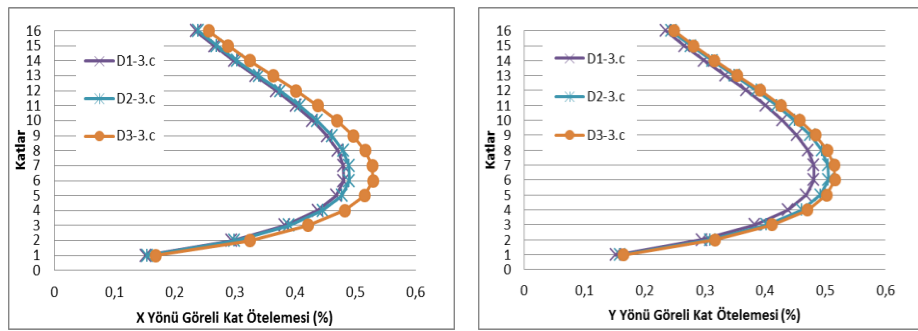 16
15
14
13
12
11
10
9
8
7
6
5
4
3
2
1
0
Katlar
D1-3.c
D2-3.c
D3-3.c
0 0,1 0,2 0,3 0,4 0,5 0,6
X Yönü Göreli Kat Ötelemesi (%)
16
15
14
13
12
11
10
9
8
7
6
5
4
3
2
1
0
Katlar
D1-3.c
D2-3.c
D3-3.c
0 0,1 0,2 0,3 0,4 0,5 0,6
Y Yönü Göreli Kat Ötelemesi (%)